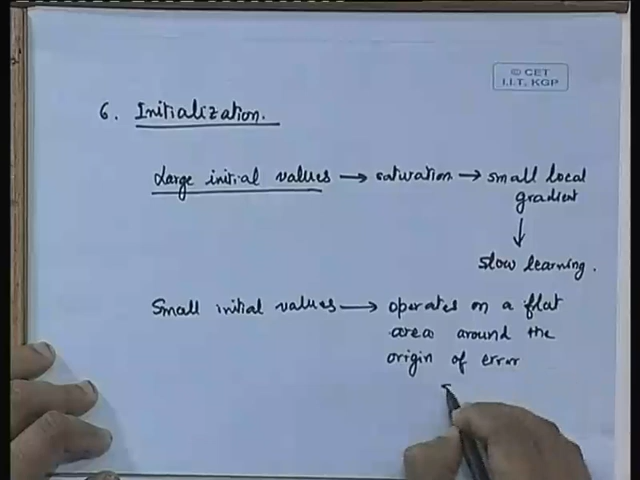 © CET
I.I.T. KGP
6. Initialization.
Large initial values → saturation → small local
gradient
↓
slow learning.
Small initial values → operates on a flat
area around the
origin of error